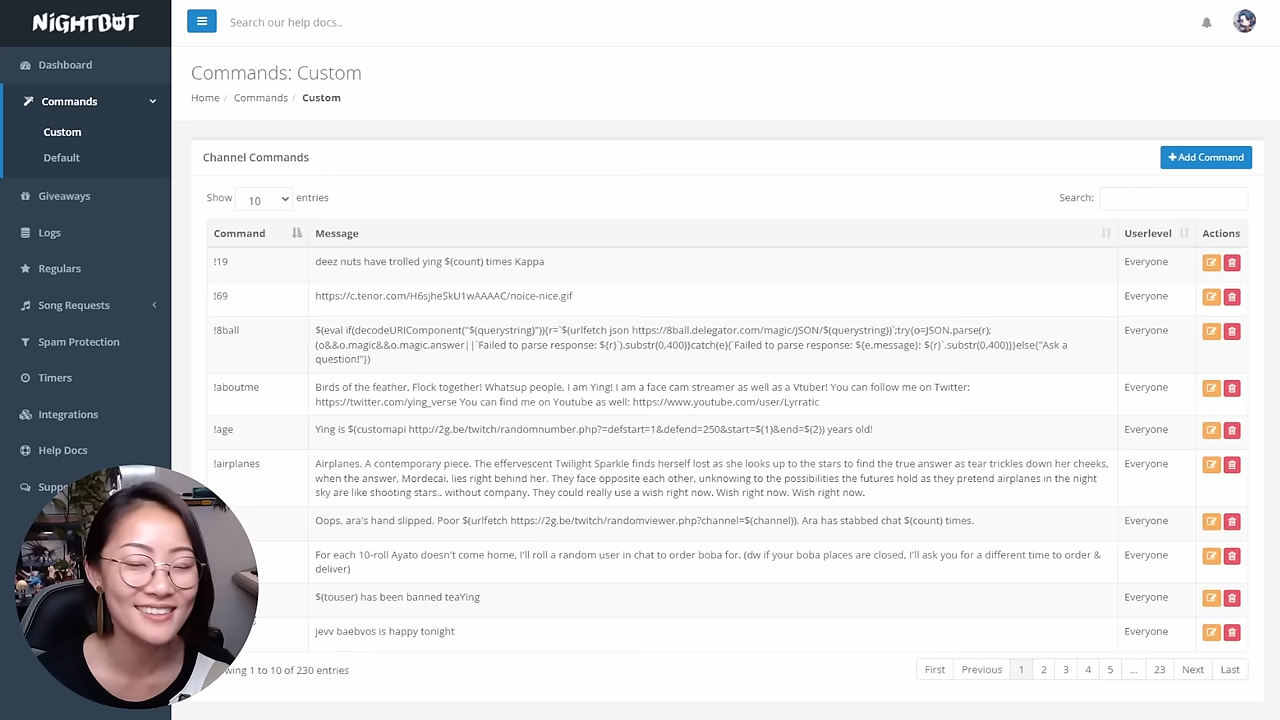 NiGHTBOT
Search our help docs..
Dashboard
Commands
Custom
Default
Giveaways
Logs
Regulars
Song Requests
Spam Protection
Timers
Integrations
Help Docs
Commands: Custom
Home / Commands / Custom
Channel Commands
Add Command
Show 10 entries
Search:
Command Message Userlevel Actions
!19 deez nuts have trolled ying $(count) times Kappa Everyone
!69 https://c.tenor.com/H6sjheSkU1wAAAAC/noice-nice.gif Everyone
!8ball $(eval if(decodeURIComponent("$(querystring)")){r=`$(urlfetch json https://8ball.delegator.com/magic/JSON/$(querystring))`;try{o=JSON.parse(r); Everyone
(o&&o.magic&&o.magic.answer||`Failed to parse response: ${r}`).substr(0,400)}catch(e){`Failed to parse response: ${e.message}: ${r}`.substr(0,400)}}else{"Ask a
question!"})
!aboutme Birds of the feather, Flock together! Whatsup people, I am Ying! I am a face cam streamer as well as a Vtuber! You can follow me on Twitter: Everyone
https://twitter.com/ying_verse You can find me on Youtube as well: https://www.youtube.com/user/Lyrratic
!age Ying is $(customapi http://2g.be/twitch/randomnumber.php?=defstart=1&defend=250&start=$(1)&end=$(2)) years old! Everyone
!airplanes Airplanes. A contemporary piece. The effervescent Twilight Sparkle finds herself lost as she looks up to the stars to find the true answer as tear trickles down her cheeks, Everyone
when the answer, Mordecai, lies right behind her. They face opposite each other, unknowing to the possibilities the futures hold as they pretend airplanes in the night
sky are like shooting stars.. without company. They could really use a wish right now. Wish right now. Wish right now.
Oops, ara's hand slipped. Poor $(urlfetch https://2g.be/twitch/randomviewer.php?channel=$(channel)). Ara has stabbed chat $(count) times. Everyone
For each 10-roll Ayato doesn't come home, I'll roll a random user in chat to order boba for. (dw if your boba places are closed, I'll ask you for a different time to order & Everyone
deliver)
$(touser) has been banned teaYing Everyone
jevv baebvos is happy tonight Everyone
1 to 10 of 230 entries
First Previous 1 2 3 4 5 ... 23 Next Last